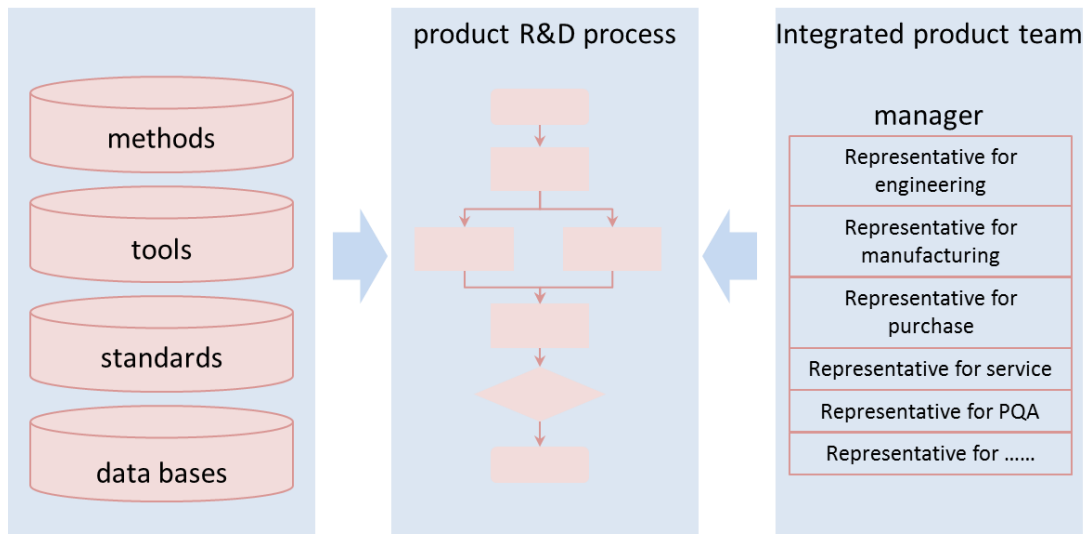 methods
tools
standards
data bases
product R&D process
Integrated product team
manager
Representative for
engineering
Representative for
manufacturing
Representative for
purchase
Representative for service
Representative for PQA
Representative for ......